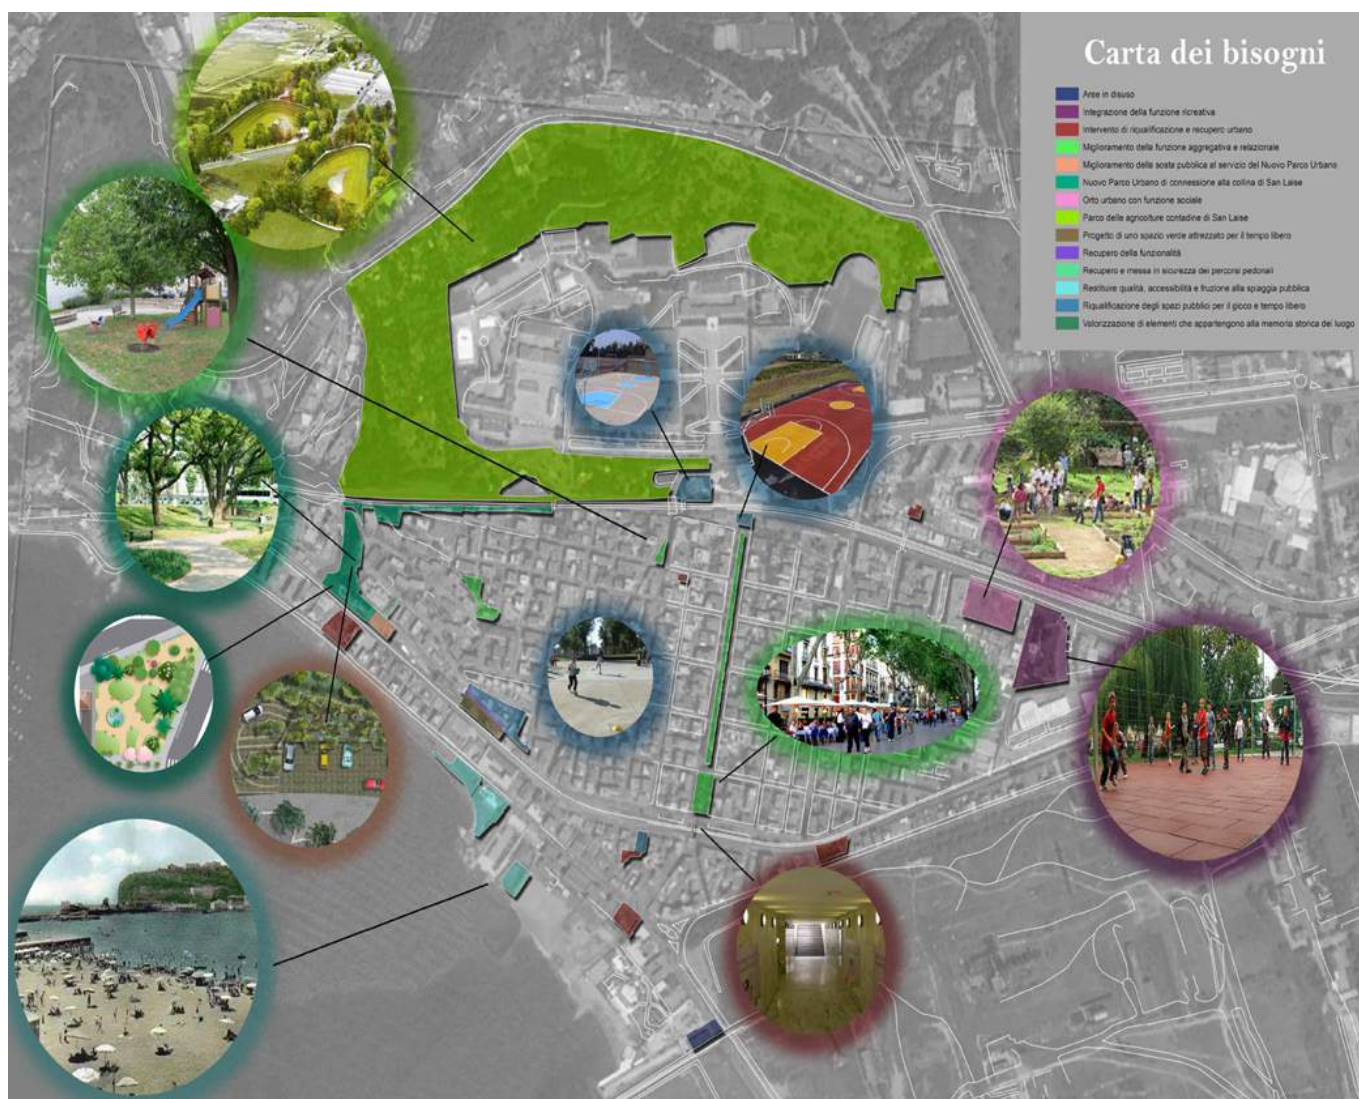 Carta dei bisogni
Aree in disuso
Integrazione della funzione ricreativa
Intervento di riqualificazione e recupero urbano
Miglioramento della funzione aggregativa e relazionale
Miglioramento della sosta pubblica al servizio del Nuovo Parco Urbano
Nuovo Parco Urbano di connessione alla collina di San Laise
Orto urbano con funzione sociale
Parco delle agricolture contadine di San Laise
Progetto di uno spazio verde attrezzato per il tempo libero
Recupero della funzionalità
Recupero e messa in sicurezza dei percorsi pedonali
Restituire qualità, accessibilità e fruizione alla spiaggia pubblica
Riqualificazione degli spazi pubblici per il gioco e tempo libero
Valorizzazione di elementi che appartengono alla memoria storica del luogo